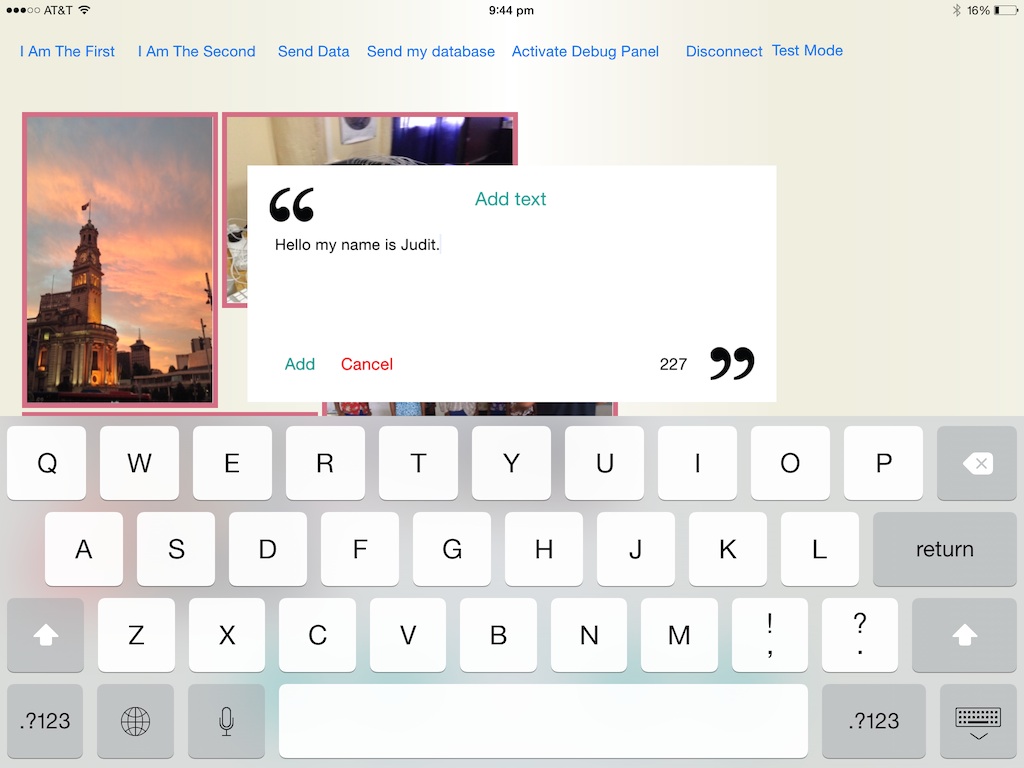 AT&T 9:44 pm 16%
I Am The First I Am The Second Send Data Send my database Activate Debug Panel Disconnect Test Mode
“ Add text
Hello my name is Judit.
Add Cancel 227 ”
Q W E R T Y U I O P
A S D F G H J K L return
Z X C V B N M ! , ? .
.?123 .?123